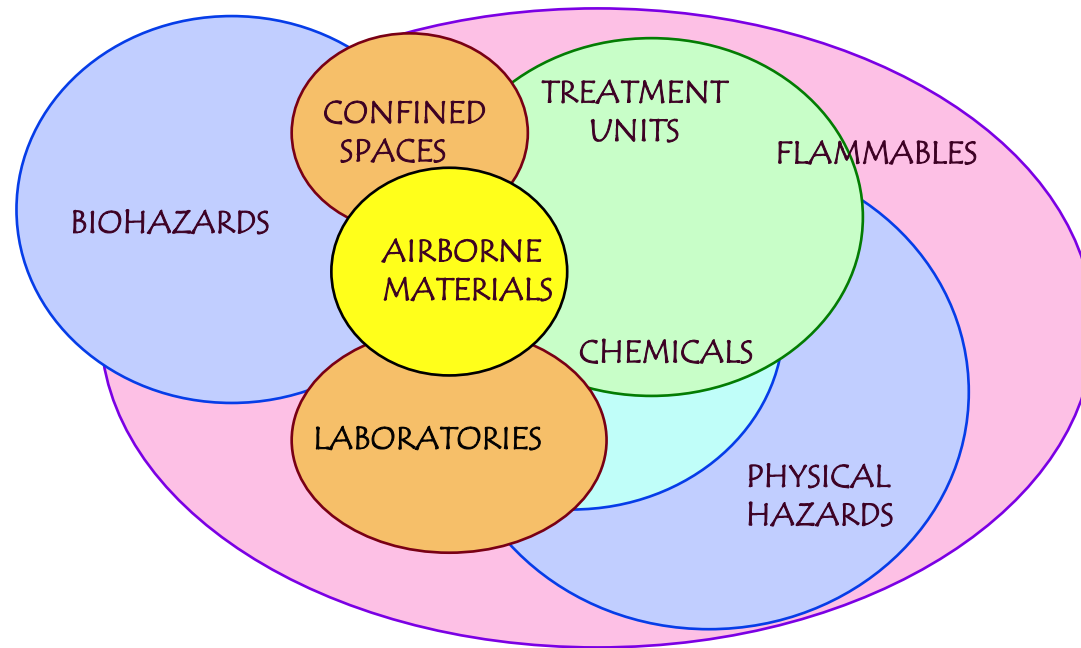 TREATMENT
UNITS
CONFINED
SPACES
FLAMMABLES
BIOHAZARDS
AIRBORNE
MATERIALS
CHEMICALS
LABORATORIES
PHYSICAL
HAZARDS